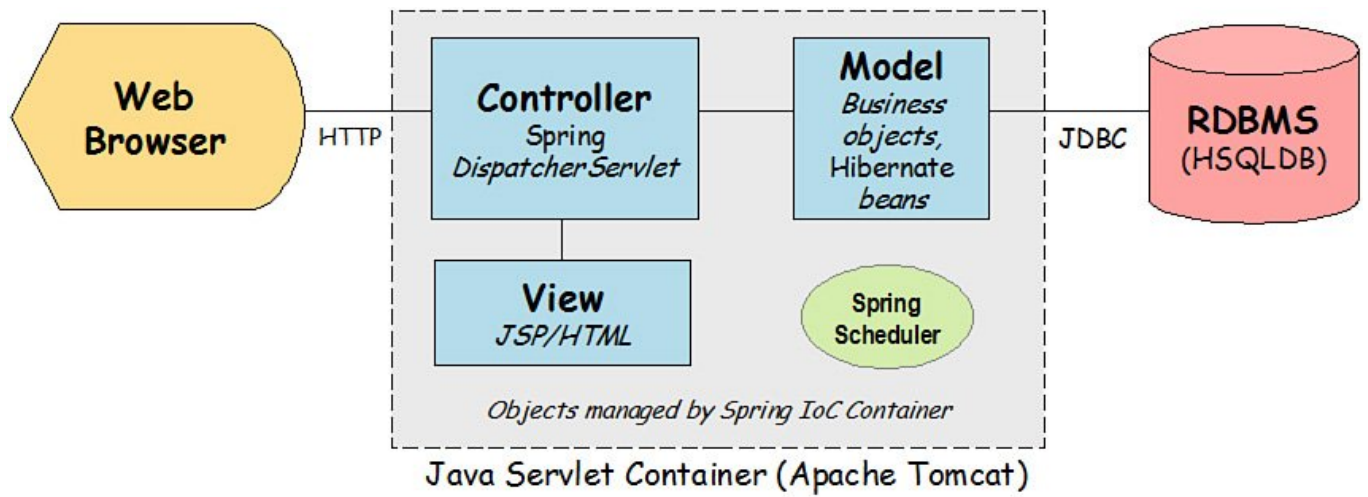 Web
Browser
HTTP
Controller
Spring
DispatcherServlet
Model
Business
objects,
Hibernate
beans
JDBC
RDBMS
(HSQLDB)
View
JSP/HTML
Spring
Scheduler
Objects managed by Spring IoC Container
Java Servlet Container (Apache Tomcat)